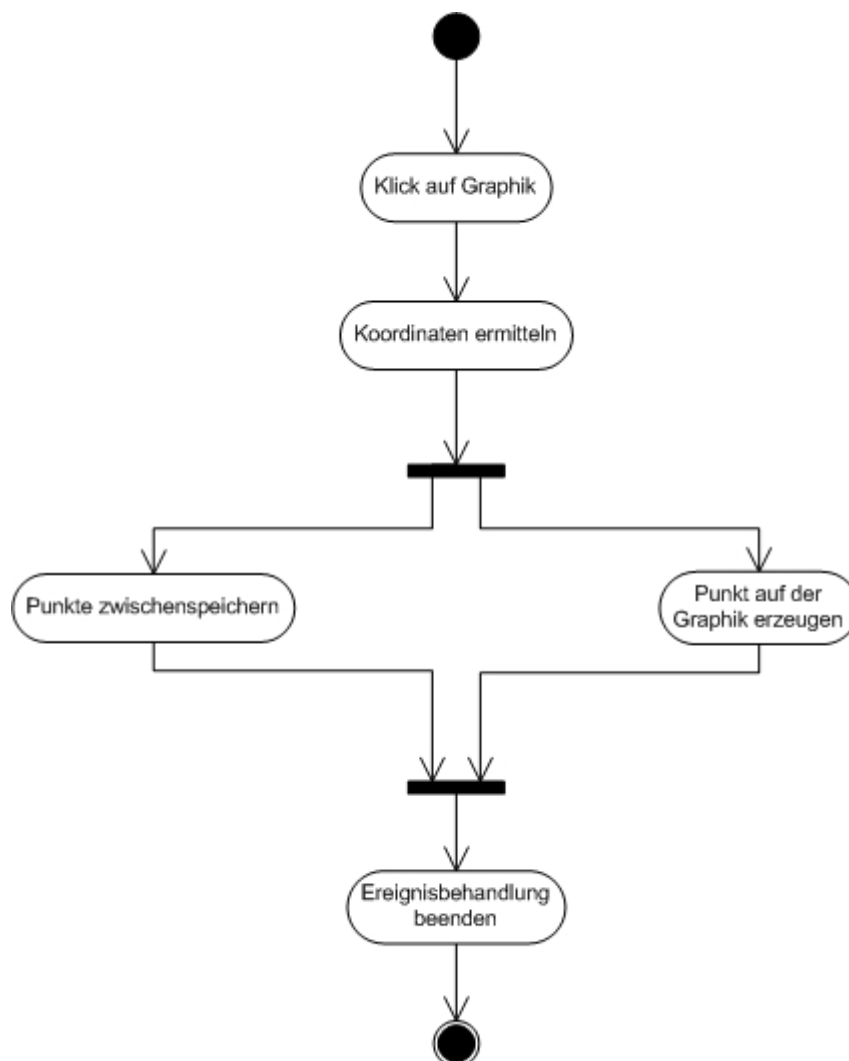 Klick auf Graphik
Koordinaten ermitteln
Punkte zwischenspeichern
Punkt auf der
Graphik erzeugen
Ereignisbehandlung
beenden